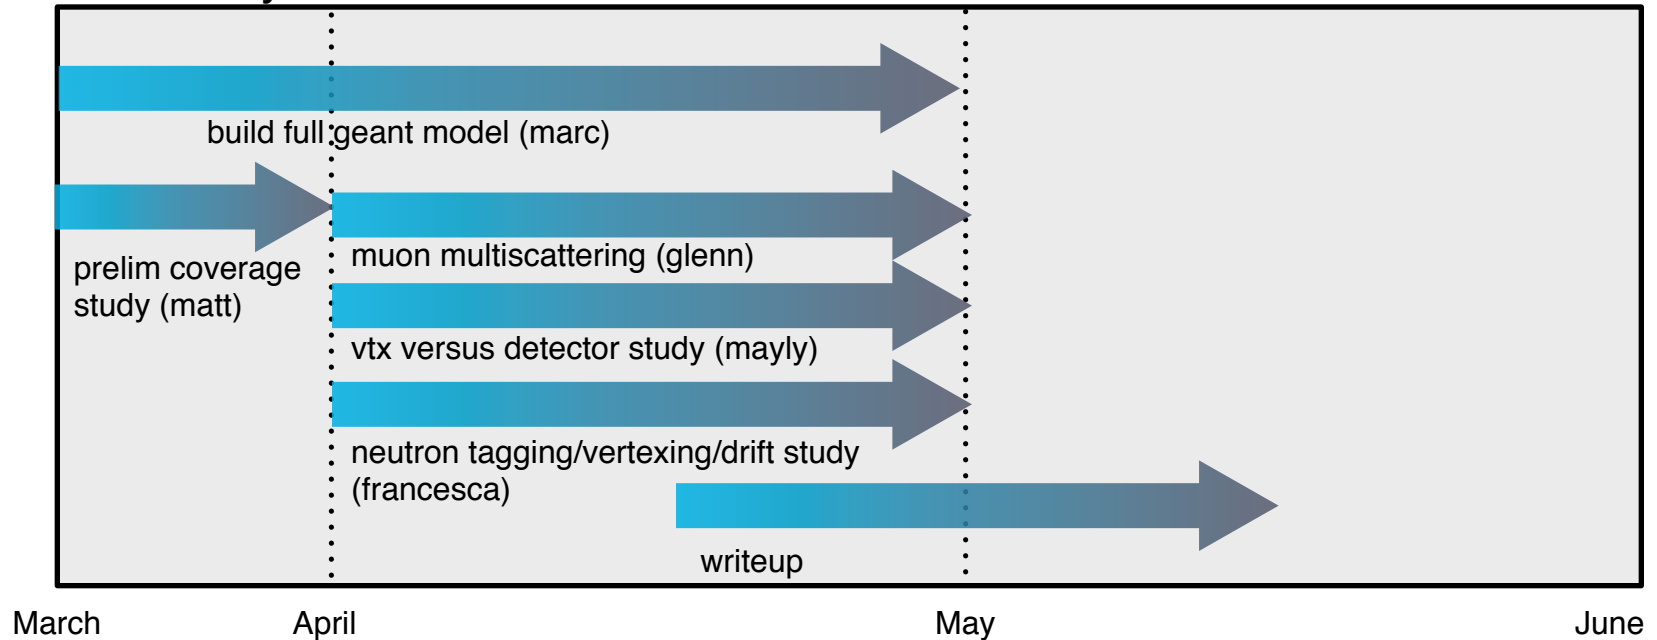 build full geant model (marc)
prelim coverage
study (matt)
muon multiscattering (glenn)
vtx versus detector study (mayly)
neutron tagging/vertexing/drift study
(francesca)
writeup
March April May June